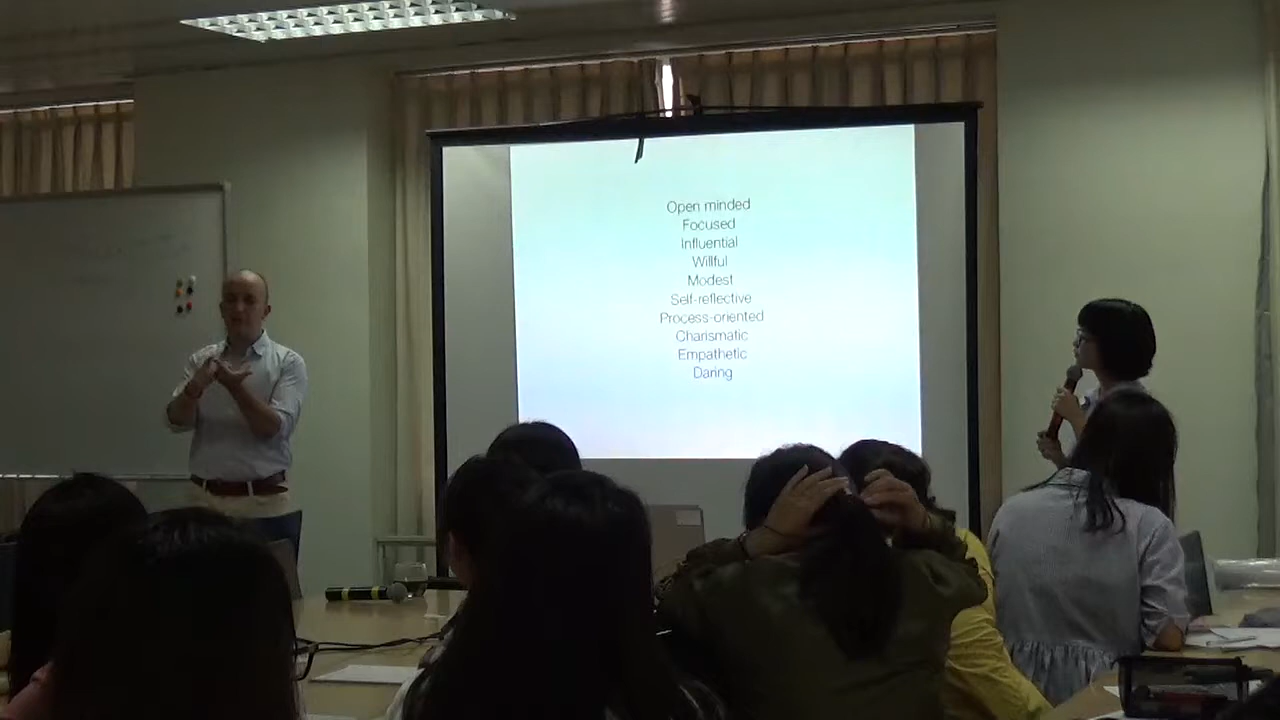 Open minded
Focused
Influential
Willful
Modest
Self-reflective
Process-oriented
Charismatic
Empathetic
Daring